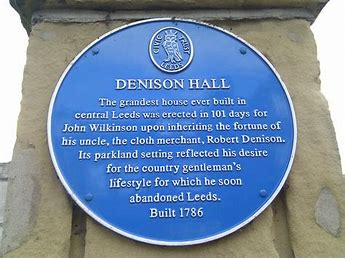 CIVIC
TRUST
LEEDS
DENISON HALL
The grandest house ever built in
central Leeds was erected in 101 days for
John Wilkinson upon inheriting the fortune of
his uncle, the cloth merchant, Robert Denison.
Its parkland setting reflected his desire
for the country gentleman's
lifestyle for which he soon
abandoned Leeds.
Built 1786